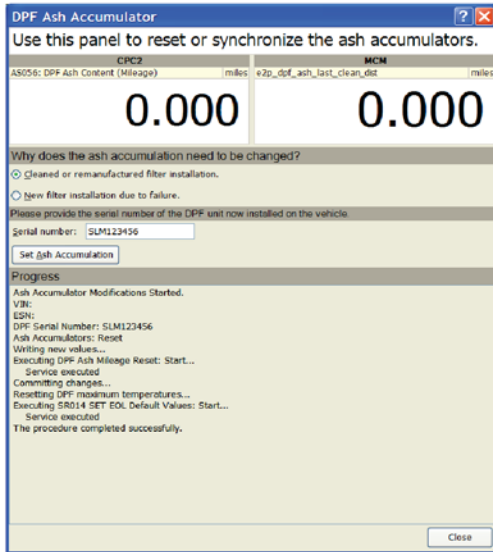 DPF Ash Accumulator
Use this panel to reset or synchronize the ash accumulators.
CPC2 MCM
AS056: DPF Ash Content (Mileage) miles e2p_dpf_ash_last_clean_dst miles
0.000 0.000
Why does the ash accumulation need to be changed?
Cleaned or remanufactured filter installation.
New filter installation due to failure.
Please provide the serial number of the DPF unit now installed on the vehicle.
Serial number: SLM123456
Set Ash Accumulation
Progress
Ash Accumulator Modifications Started.
VIN:
ESN:
DPF Serial Number: SLM123456
Ash Accumulators: Reset
Writing new values...
Executing DPF Ash Mileage Reset: Start...
Service executed
Committing changes...
Resetting DPF maximum temperatures...
Executing SR014 SET EOL Default Values: Start...
Service executed
The procedure completed successfully.
Close